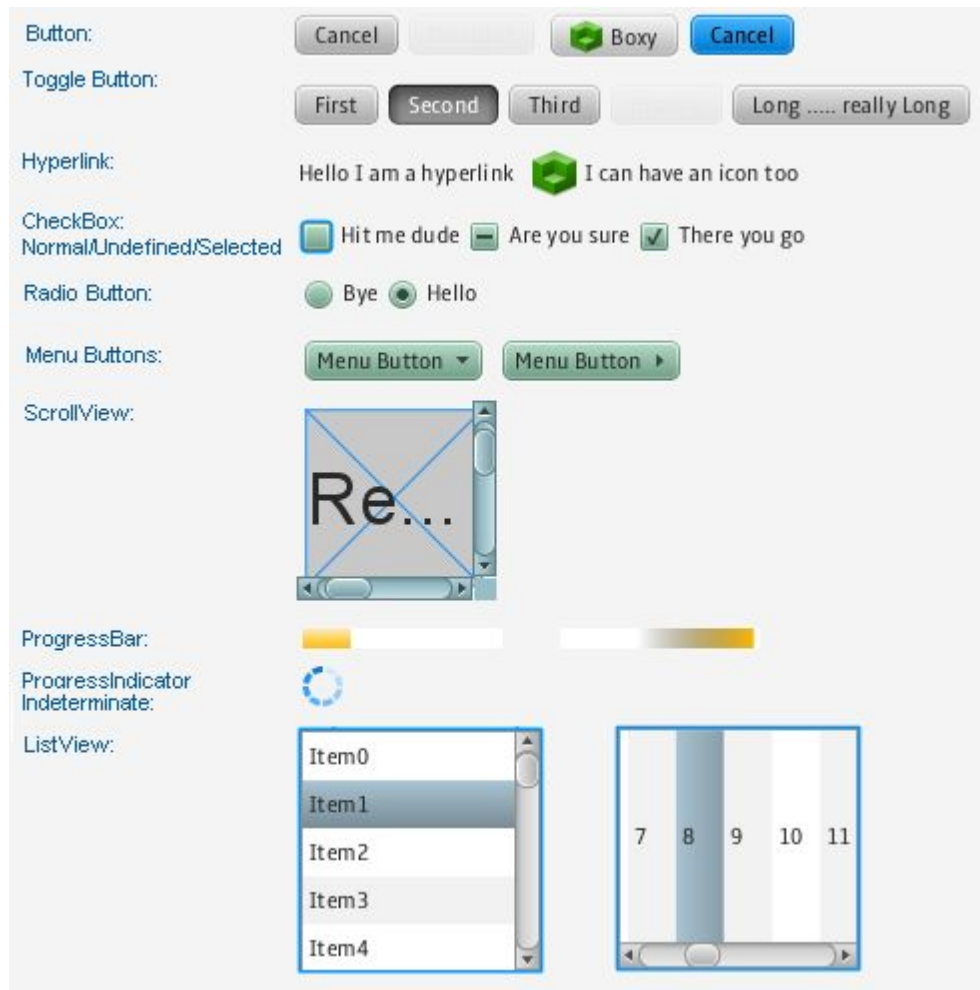 Button: Cancel Boxy Cancel
Toggle Button:
First Second Third Long ..... really Long
Hyperlink:
Hello I am a hyperlink I can have an icon too
CheckBox:
Normal/Undefined/Selected Hit me dude Are you sure There you go
Radio Button: Bye Hello
Menu Buttons: Menu Button Menu Button
ScrollView:
Re...
ProgressBar:
ProgressIndicator
Indeterminate:
ListView:
Item0
Item1
Item2
Item3
Item4
7 8 9 10 11